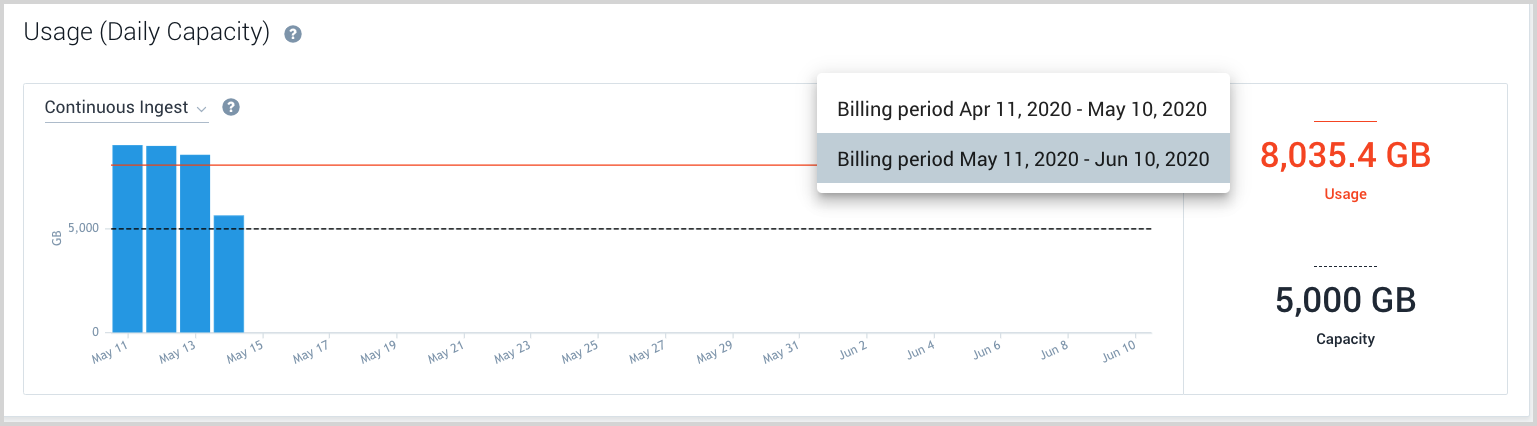 Usage (Daily Capacity) ?
Continuous Ingest ?
Billing period Apr 11, 2020 - May 10, 2020
Billing period May 11, 2020 - Jun 10, 2020
8,035.4 GB
Usage
5,000 GB
Capacity
GB
5,000
0
May 11
May 13
May 15
May 17
May 19
May 21
May 23
May 25
May 27
May 29
May 31
Jun 2
Jun 4
Jun 6
Jun 8
Jun 10